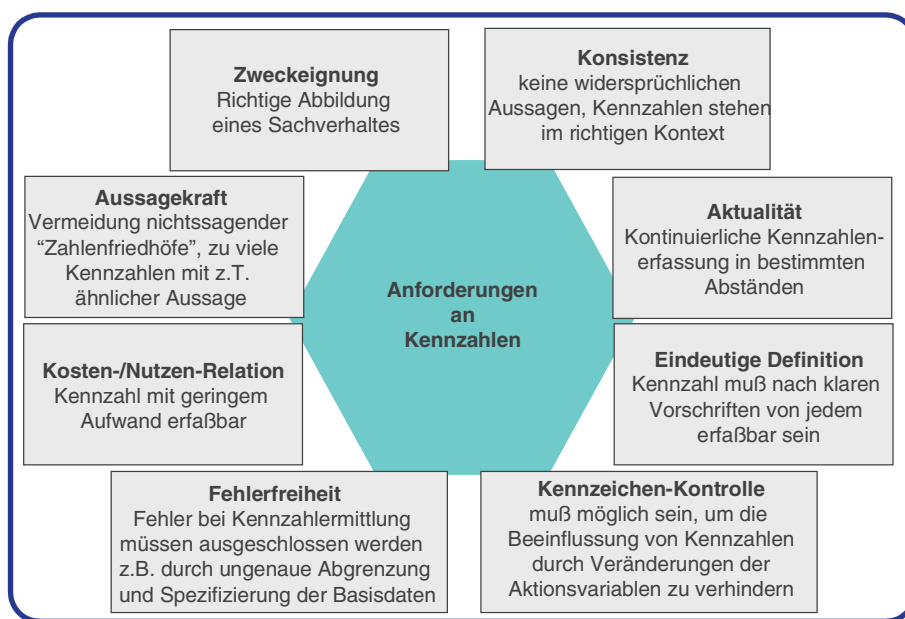 Zweckeignung
Richtige Abbildung
eines Sachverhaltes
Konsistenz
keine widersprüchlichen
Aussagen, Kennzahlen stehen
im richtigen Kontext
Aussagekraft
Vermeidung nichtssagender
“Zahlenfriedhöfe”, zu viele
Kennzahlen mit z.T.
ähnlicher Aussage
Aktualität
Kontinuierliche Kennzahlen-
erfassung in bestimmten
Abständen
Anforderungen
an
Kennzahlen
Kosten-/Nutzen-Relation
Kennzahl mit geringem
Aufwand erfaßbar
Eindeutige Definition
Kennzahl muß nach klaren
Vorschriften von jedem
erfaßbar sein
Fehlerfreiheit
Fehler bei Kennzahlermittlung
müssen ausgeschlossen werden
z.B. durch ungenaue Abgrenzung
und Spezifizierung der Basisdaten
Kennzeichen-Kontrolle
muß möglich sein, um die
Beeinflussung von Kennzahlen
durch Veränderungen der
Aktionsvariablen zu verhindern